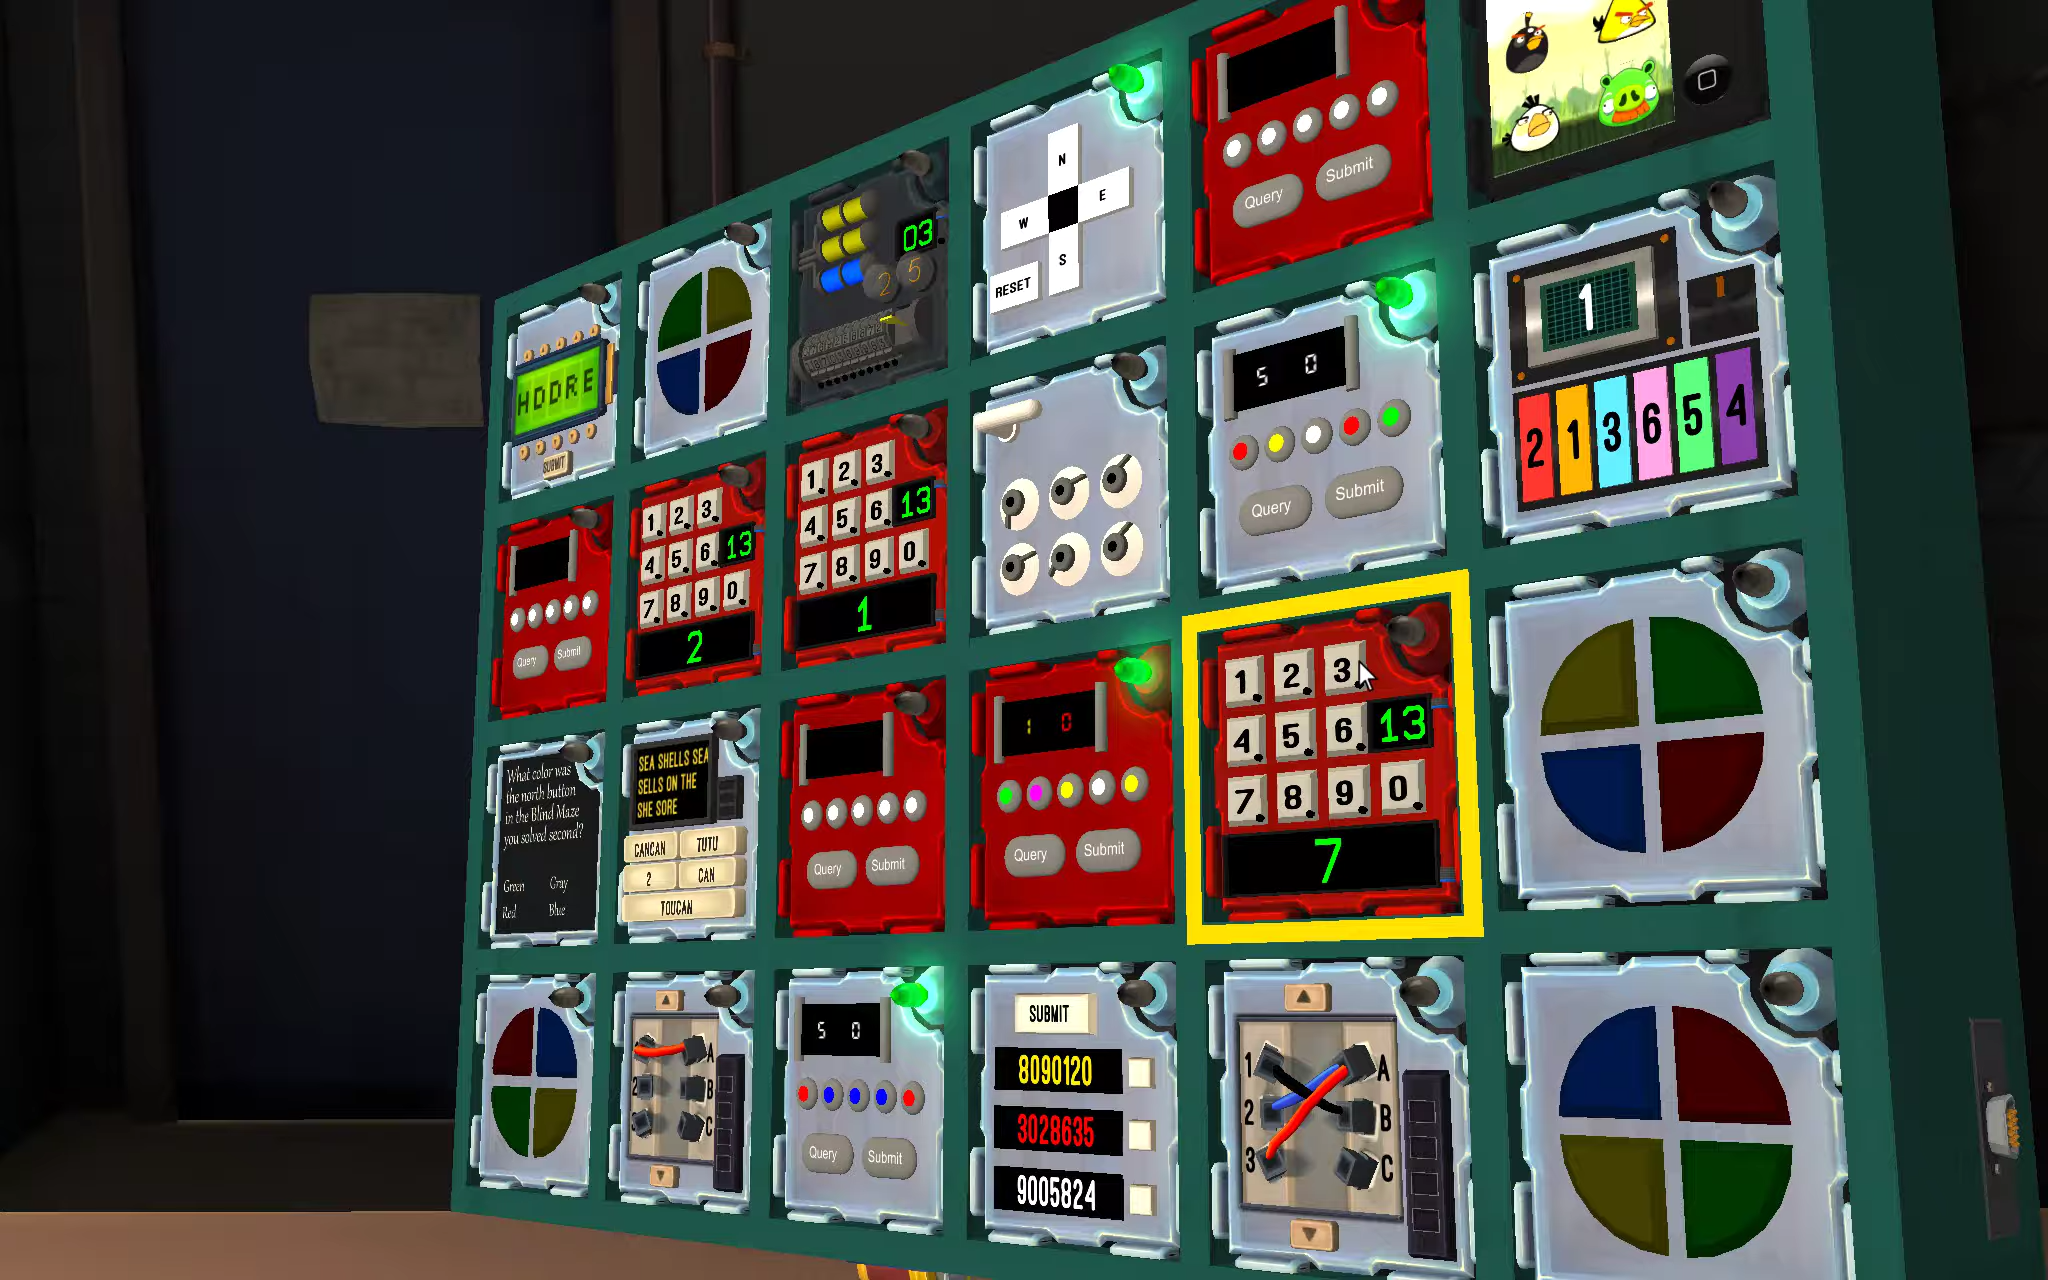 N
W
E
S
RESET
Query
Submit
HDDRE
SUBMIT
03
2 5
5 0
Query
Submit
1
1
2 1 3 6 5 4
Query
Submit
1 2 3
4 5 6 13
7 8 9 0
2
1 2 3
4 5 6 13
7 8 9 0
1
What color was
the north button
in the Blind Maze
you solved second?
Green Gray
Red Blue
SEA SHELLS SEA
SELLS ON THE
SHE SORE
CANCAN TUTU
2 CAN
TOUCAN
Query
Submit
1 0
Query
Submit
1 2 3
4 5 6 13
7 8 9 0
7
A
2 B
C
5 0
Query
Submit
SUBMIT
8090120
3028635
9005824
1 A
2 B
3 C